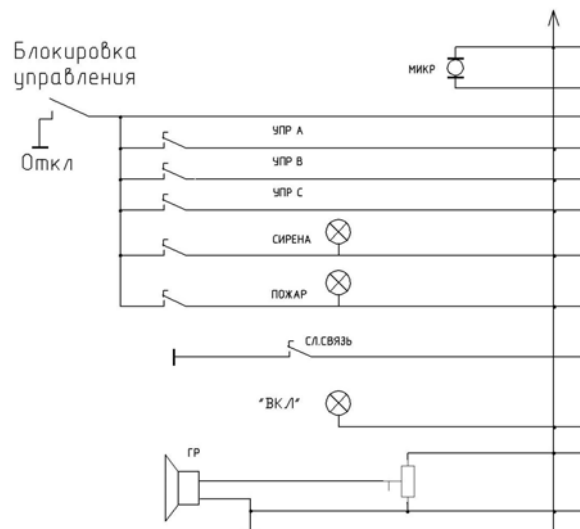 Блокировка
управления
МИКР
Откл
УПР А
УПР В
УПР С
СИРЕНА
ПОЖАР
СЛ.СВЯЗЬ
"ВКЛ"
ГР